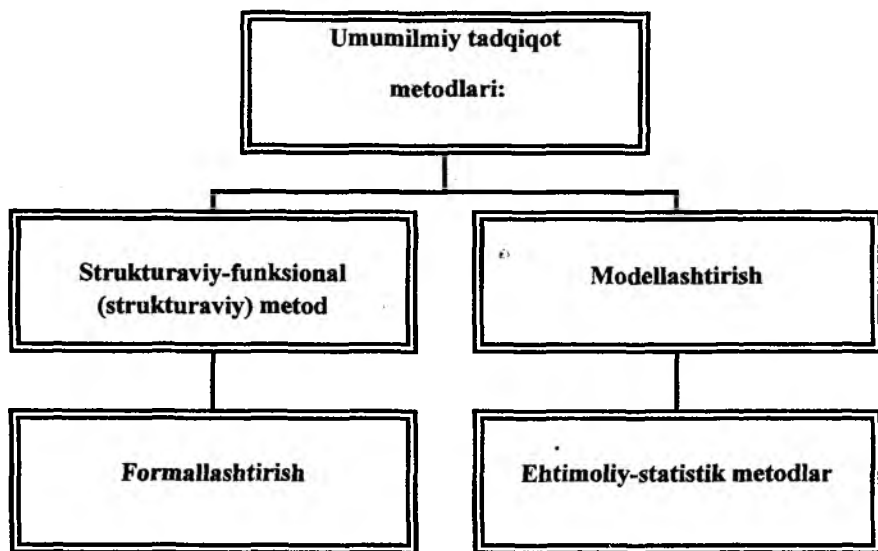 Umumilmiy tadqiqot
metodlari:
Strukturaviy-funksional
(strukturaviy) metod
Modellashtirish
Formallashtirish
Ehtimoliy-statistik metodlar